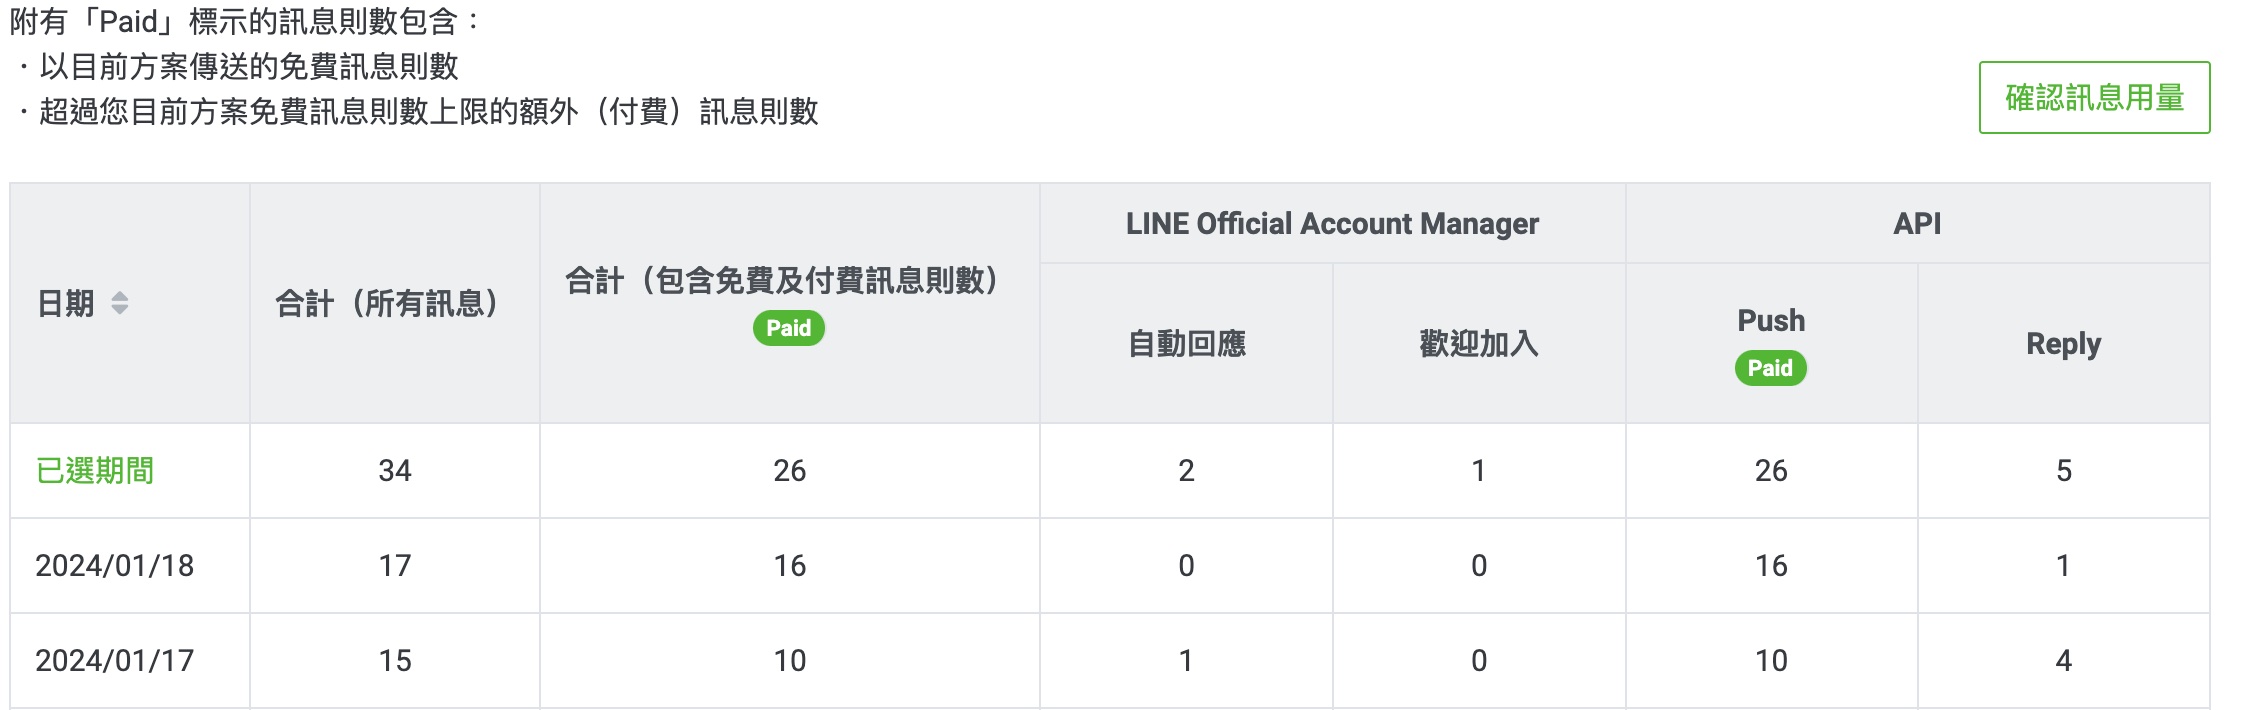 附有「Paid」標示的訊息則數包含：
・以目前方案傳送的免費訊息則數
・超過您目前方案免費訊息則數上限的額外（付費）訊息則數
確認訊息用量
日期
合計（所有訊息）
合計（包含免費及付費訊息則數）
Paid
LINE Official Account Manager
API
自動回應
歡迎加入
Push
Paid
Reply
已選期間 34 26 2 1 26 5
2024/01/18 17 16 0 0 16 1
2024/01/17 15 10 1 0 10 4